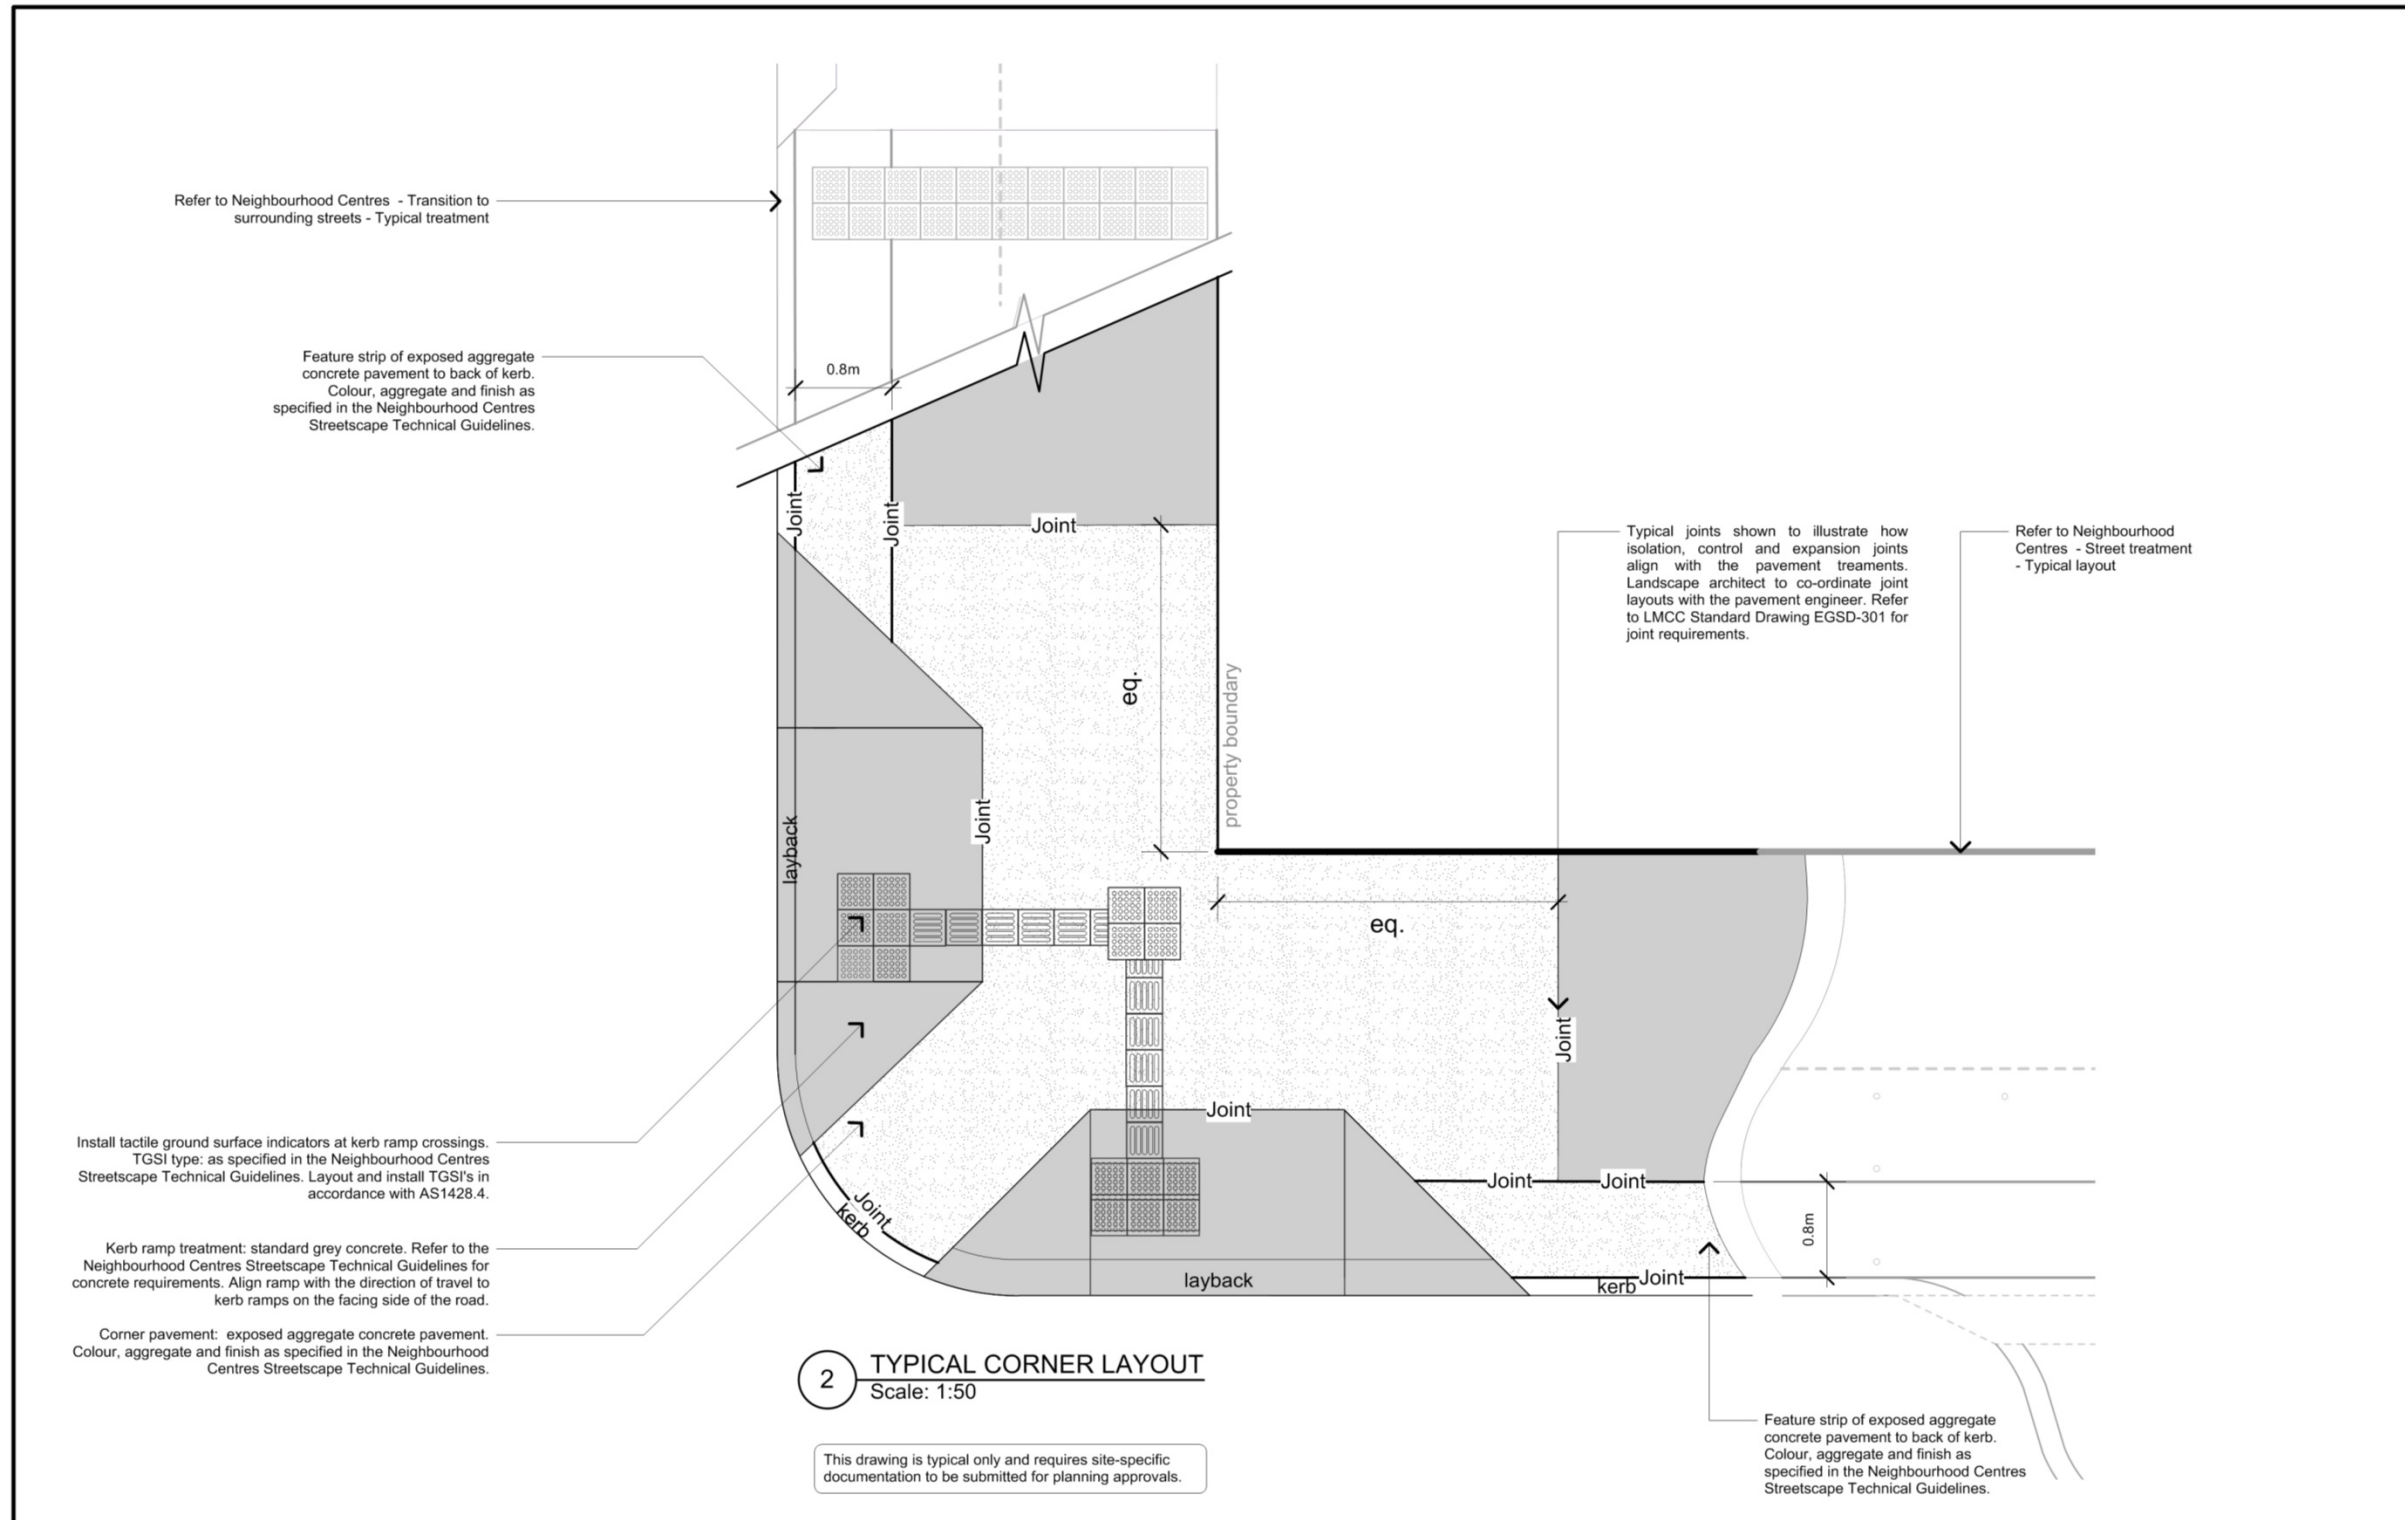 Refer to Neighbourhood Centres - Transition to
surrounding streets - Typical treatment
Feature strip of exposed aggregate
concrete pavement to back of kerb.
Colour, aggregate and finish as
specified in the Neighbourhood Centres
Streetscape Technical Guidelines.
0.8m
Joint
Joint
Joint
eq.
property boundary
Joint
layback
Typical joints shown to illustrate how
isolation, control and expansion joints
align with the pavement treaments.
Landscape architect to co-ordinate joint
layouts with the pavement engineer. Refer
to LMCC Standard Drawing EGSD-301 for
joint requirements.
Refer to Neighbourhood
Centres - Street treatment
- Typical layout
eq.
Joint
Joint
Joint
Joint
0.8m
Joint
kerb
layback
kerb
Joint
Install tactile ground surface indicators at kerb ramp crossings.
TGSI type: as specified in the Neighbourhood Centres
Streetscape Technical Guidelines. Layout and install TGSI's in
accordance with AS1428.4.
Kerb ramp treatment: standard grey concrete. Refer to the
Neighbourhood Centres Streetscape Technical Guidelines for
concrete requirements. Align ramp with the direction of travel to
kerb ramps on the facing side of the road.
Corner pavement: exposed aggregate concrete pavement.
Colour, aggregate and finish as specified in the Neighbourhood
Centres Streetscape Technical Guidelines.
2
TYPICAL CORNER LAYOUT
Scale: 1:50
This drawing is typical only and requires site-specific
documentation to be submitted for planning approvals.
Feature strip of exposed aggregate
concrete pavement to back of kerb.
Colour, aggregate and finish as
specified in the Neighbourhood Centres
Streetscape Technical Guidelines.